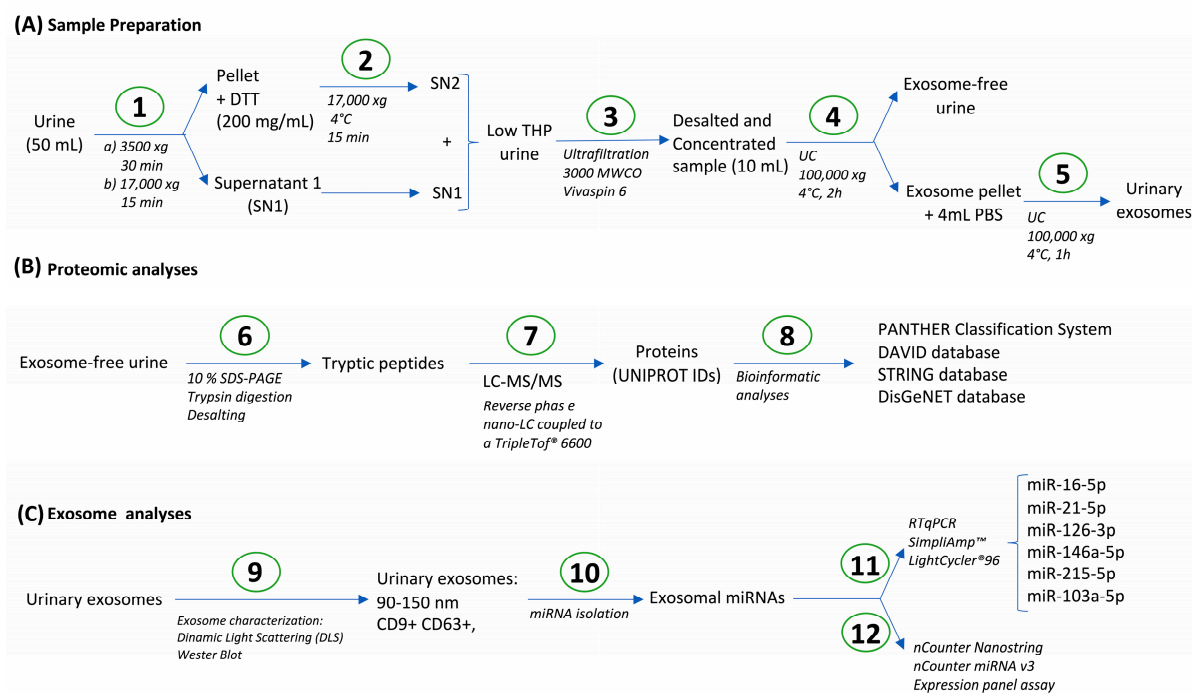 (A) Sample Preparation
Urine
(50 mL)
1
a) 3500 xg
30 min
b) 17,000 xg
15 min
Pellet
+ DTT
(200 mg/mL)
Supernatant 1
(SN1)
2
17,000 xg
4°C
15 min
SN2
+
SN1
Low THP
urine
3
Ultrafiltration
3000 MWCO
Vivaspin 6
Desalted and
Concentrated
sample (10 mL)
4
UC
100,000 xg
4°C, 2h
Exosome-free
urine
Exosome pellet
+ 4mL PBS
5
UC
100,000 xg
4°C, 1h
Urinary
exosomes
(B) Proteomic analyses
Exosome-free urine
6
10 % SDS-PAGE
Trypsin digestion
Desalting
Tryptic peptides
7
LC-MS/MS
Reverse phas e
nano-LC coupled to
a TripleTof® 6600
Proteins
(UNIPROT IDs)
8
Bioinformatic
analyses
PANTHER Classification System
DAVID database
STRING database
DisGeNET database
(C) Exosome analyses
Urinary exosomes
9
Exosome characterization:
Dinamic Light Scattering (DLS)
Wester Blot
Urinary exosomes:
90-150 nm
CD9+ CD63+,
10
miRNA isolation
Exosomal miRNAs
11
RTqPCR
SimpliAmp™
LightCycler®96
miR-16-5p
miR-21-5p
miR-126-3p
miR-146a-5p
miR-215-5p
miR-103a-5p
12
nCounter Nanostring
nCounter miRNA v3
Expression panel assay